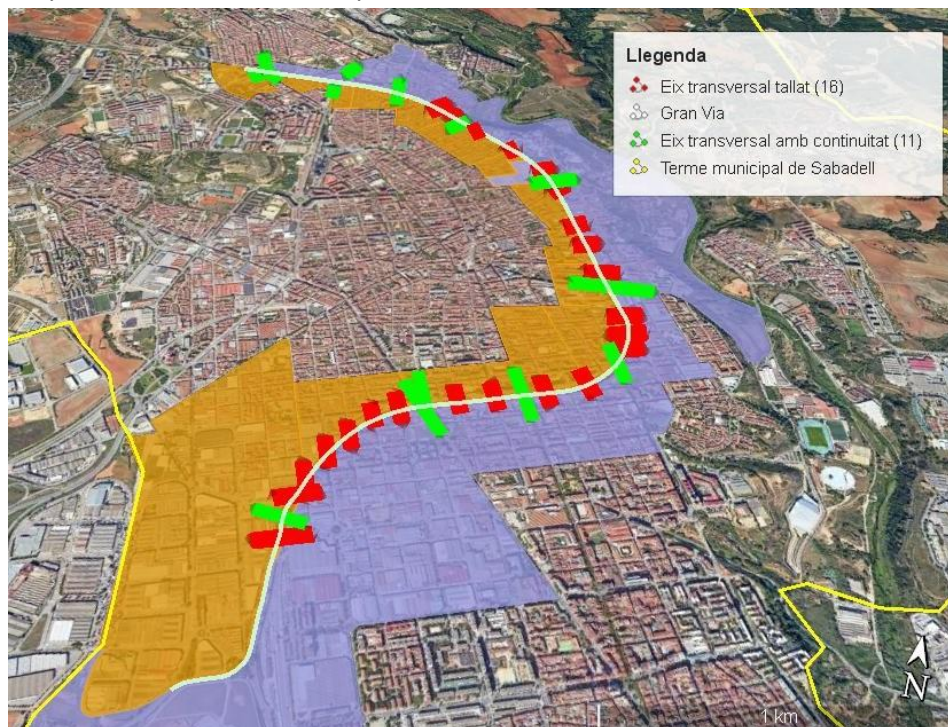 Llegenda
Eix transversal tallat (16)
Gran Via
Eix transversal amb continuïtat (11)
Terme municipal de Sabadell
N
1 km